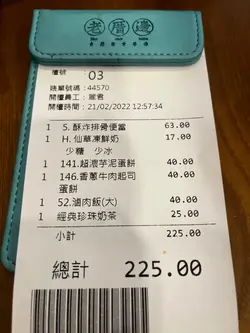 老厝邊
檯號 03
賬單號碼: 44570
開檯員工: 麗君
開檯時間: 21/02/2022 12:57:34
1 5. 酥炸排骨便當 63.00
1 H. 仙草凍鮮奶 17.00
少糖 少冰
1 141.超濃芋泥蛋餅 40.00
1 146.香蔥牛肉起司蛋餅 40.00
1 52.滷肉飯(大) 40.00
1 經典珍珠奶茶 25.00
小計 225.00
總計 225.00